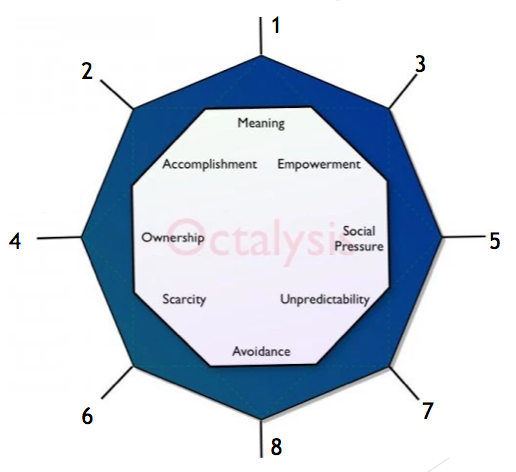 1
2
3
Meaning
Accomplishment
Empowerment
4
Ownership
Octalysis
Social
Pressure
5
Scarcity
Unpredictability
Avoidance
6
7
8